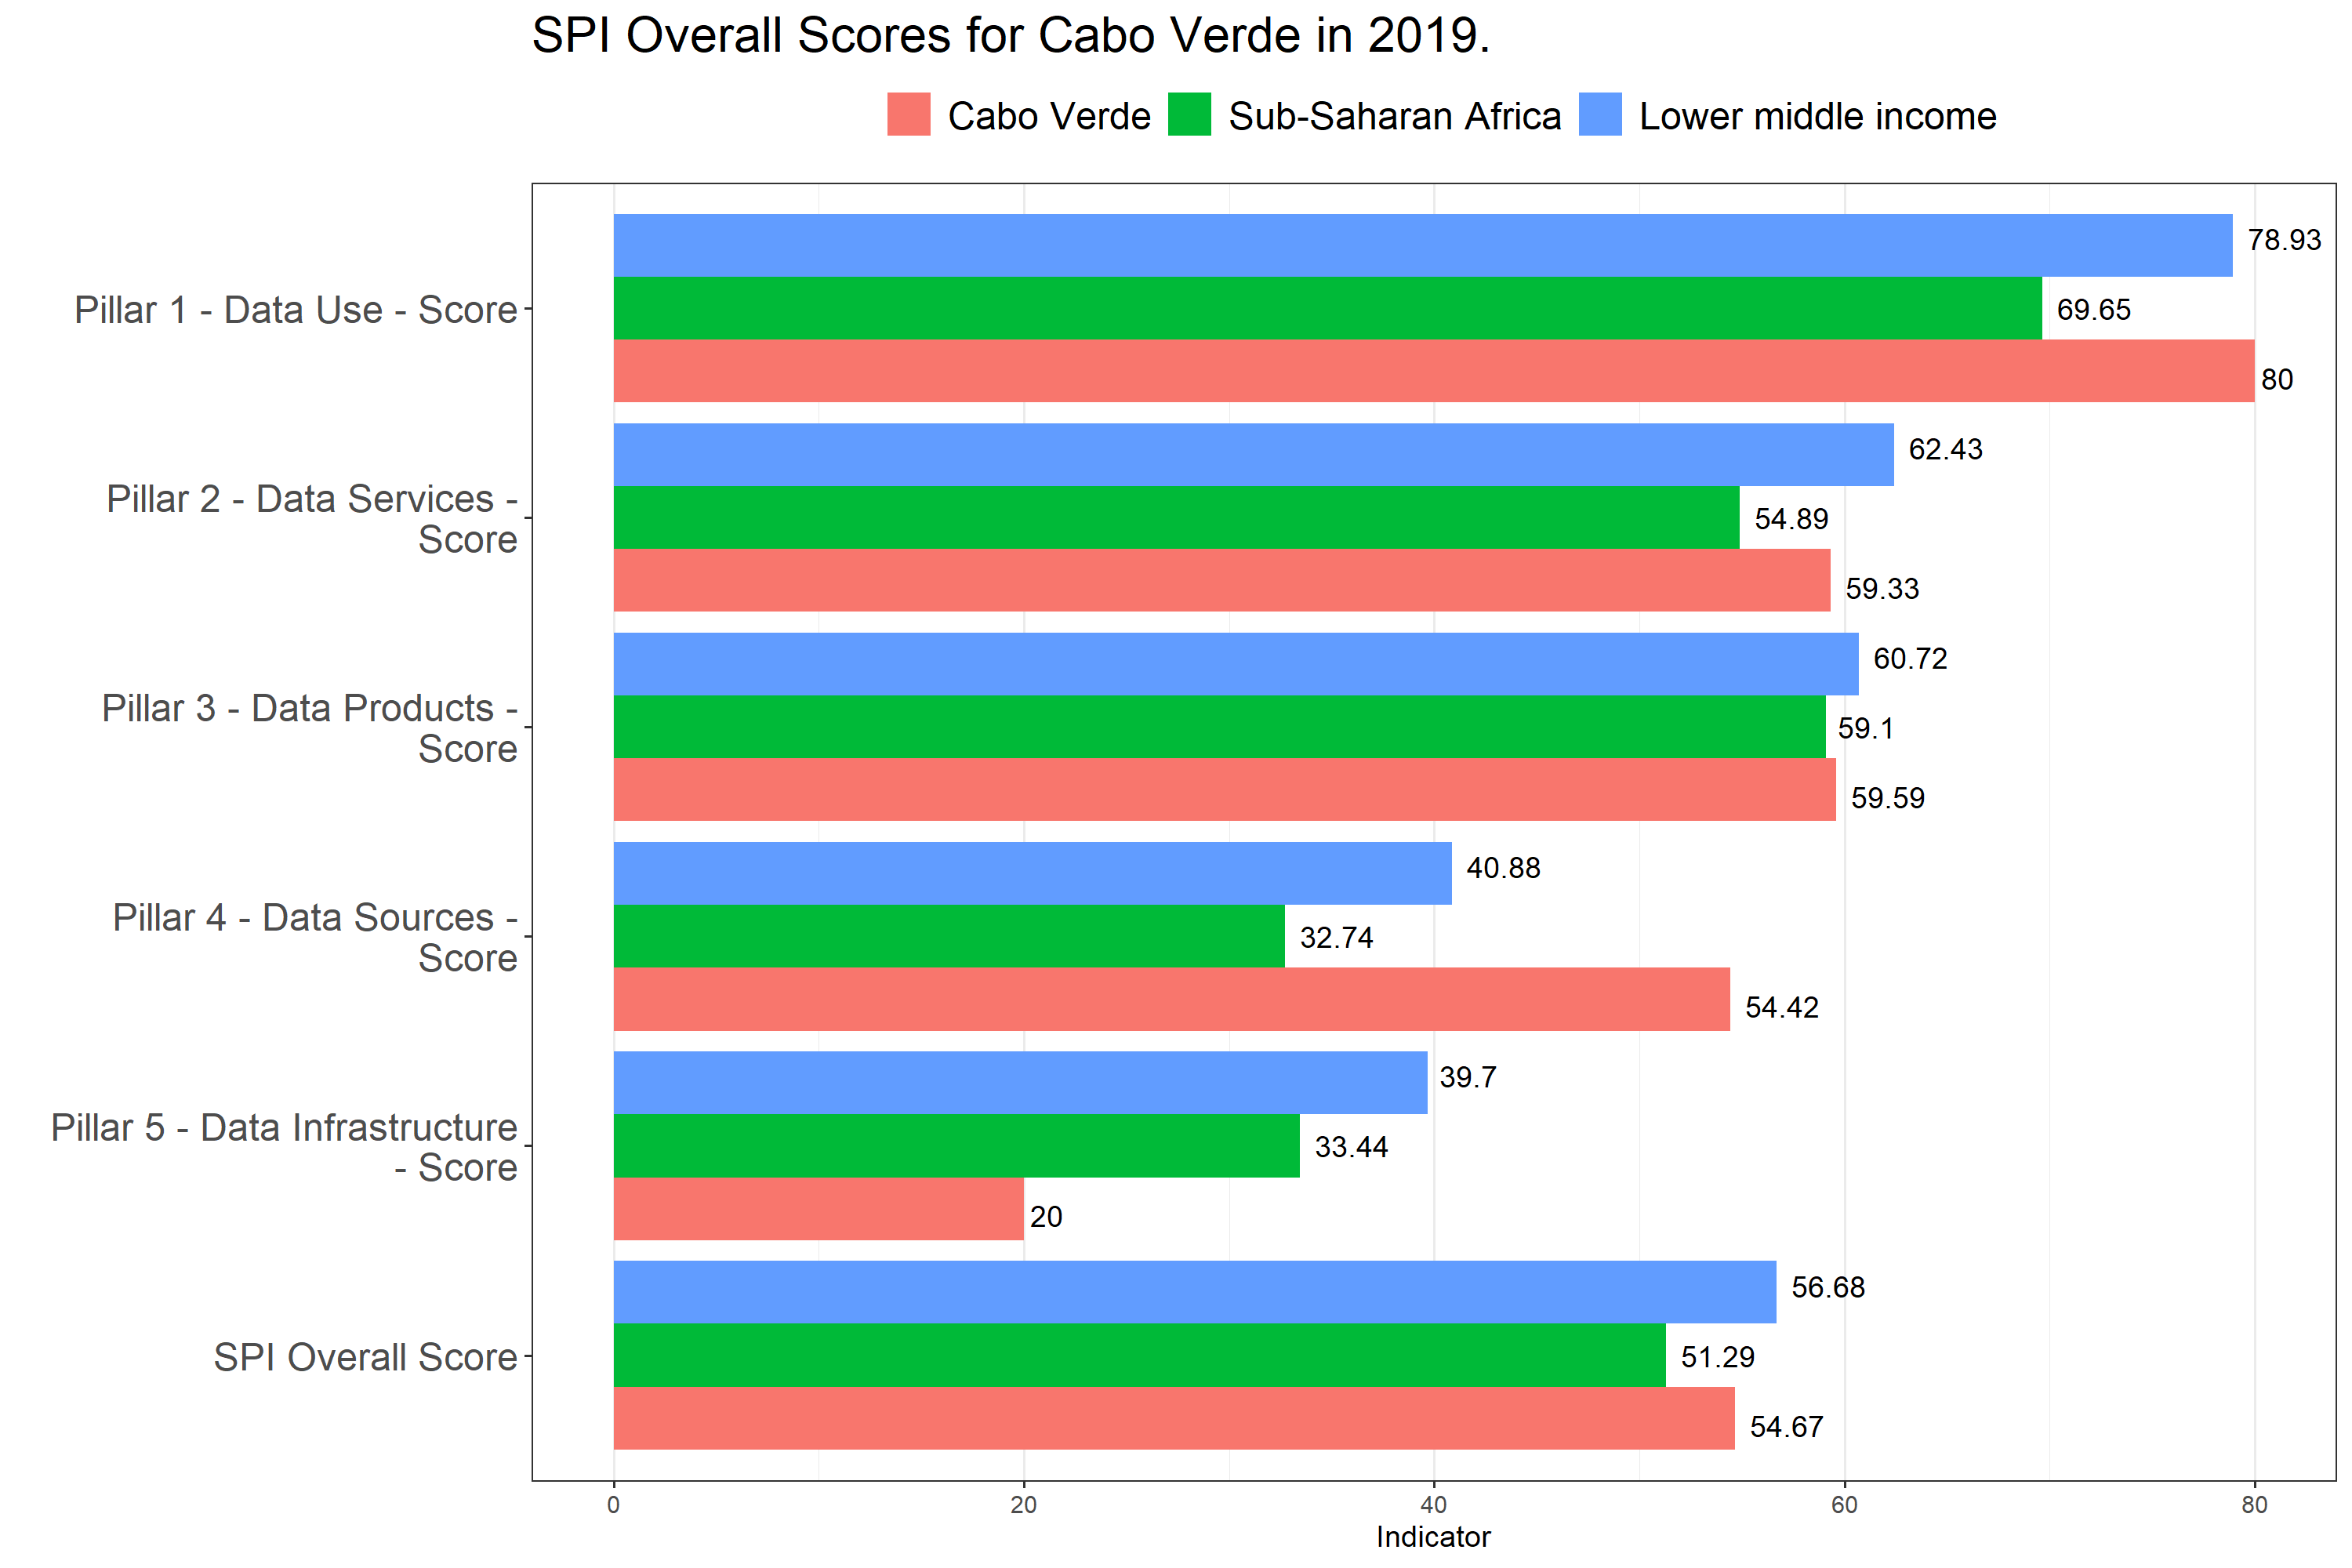 SPI Overall Scores for Cabo Verde in 2019.
Cabo Verde Sub-Saharan Africa Lower middle income
Pillar 1 - Data Use - Score
78.93
69.65
80
Pillar 2 - Data Services -
Score
62.43
54.89
59.33
Pillar 3 - Data Products -
Score
60.72
59.1
59.59
Pillar 4 - Data Sources -
Score
40.88
32.74
54.42
Pillar 5 - Data Infrastructure
- Score
39.7
33.44
20
SPI Overall Score
56.68
51.29
54.67
0 20 40 60 80
Indicator